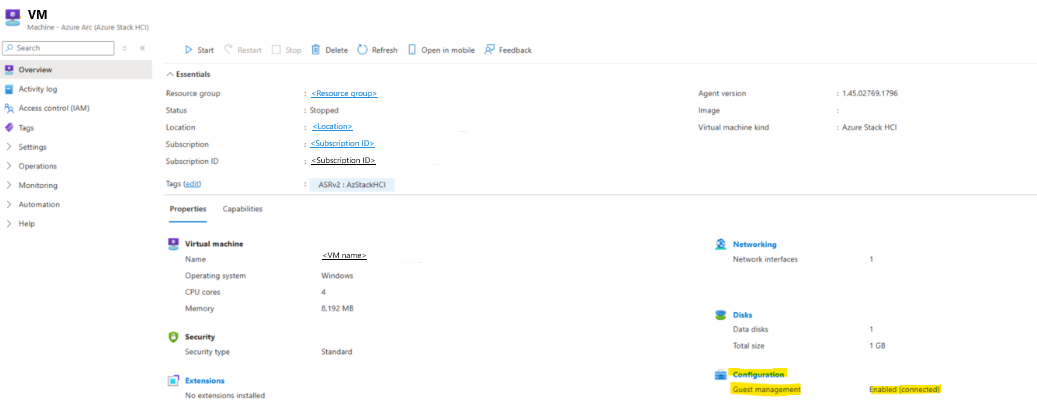 VM
Machine - Azure Arc (Azure Stack HCI)
Search
Start Restart Stop Delete Refresh Open in mobile Feedback
Overview
Activity log
Access control (IAM)
Tags
Settings
Operations
Monitoring
Automation
Help
Essentials
Resource group : <Resource group>
Status : Stopped
Location : <Location>
Subscription : <Subscription ID>
Subscription ID : <Subscription ID>
Agent version : 1.45.02769.1796
Image :
Virtual machine kind : Azure Stack HCI
Tags (edit) : ASRv2 : AzStackHCI
Properties Capabilities
Virtual machine
Name <VM name>
Operating system Windows
CPU cores 4
Memory 8,192 MB
Security
Security type Standard
Extensions
No extensions installed
Networking
Network interfaces 1
Disks
Data disks 1
Total size 1 GB
Configuration
Guest management Enabled (connected)